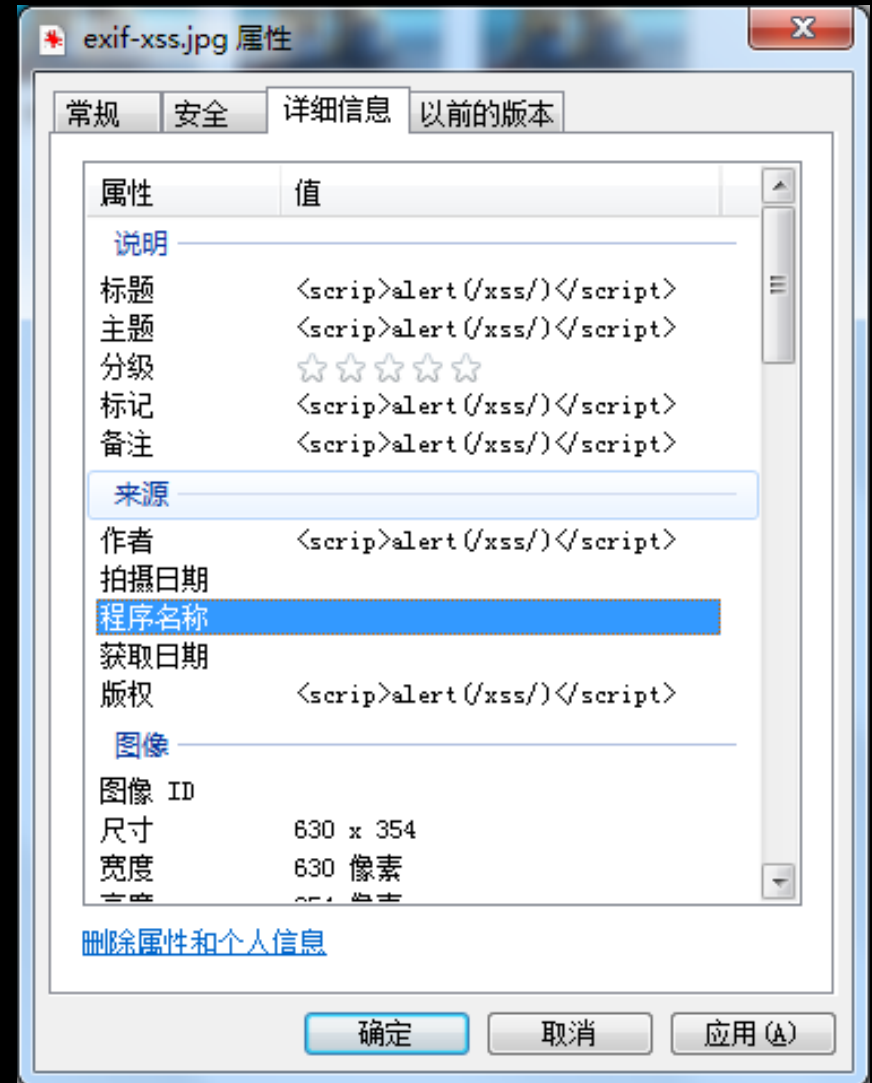 exif-xss.jpg 属性
常规 安全 详细信息 以前的版本
属性 值
说明
标题 <scrip>alert(/xss/)</script>
主题 <scrip>alert(/xss/)</script>
分级
标记 <scrip>alert(/xss/)</script>
备注 <scrip>alert(/xss/)</script>
来源
作者 <scrip>alert(/xss/)</script>
拍摄日期
程序名称
获取日期
版权 <scrip>alert(/xss/)</script>
图像
图像 ID
尺寸 630 x 354
宽度 630 像素
删除属性和个人信息
确定 取消 应用(A)